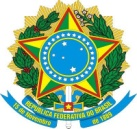 REPÚBLICA FEDERATIVA DO BRASIL
15 de Novembro
de 1889